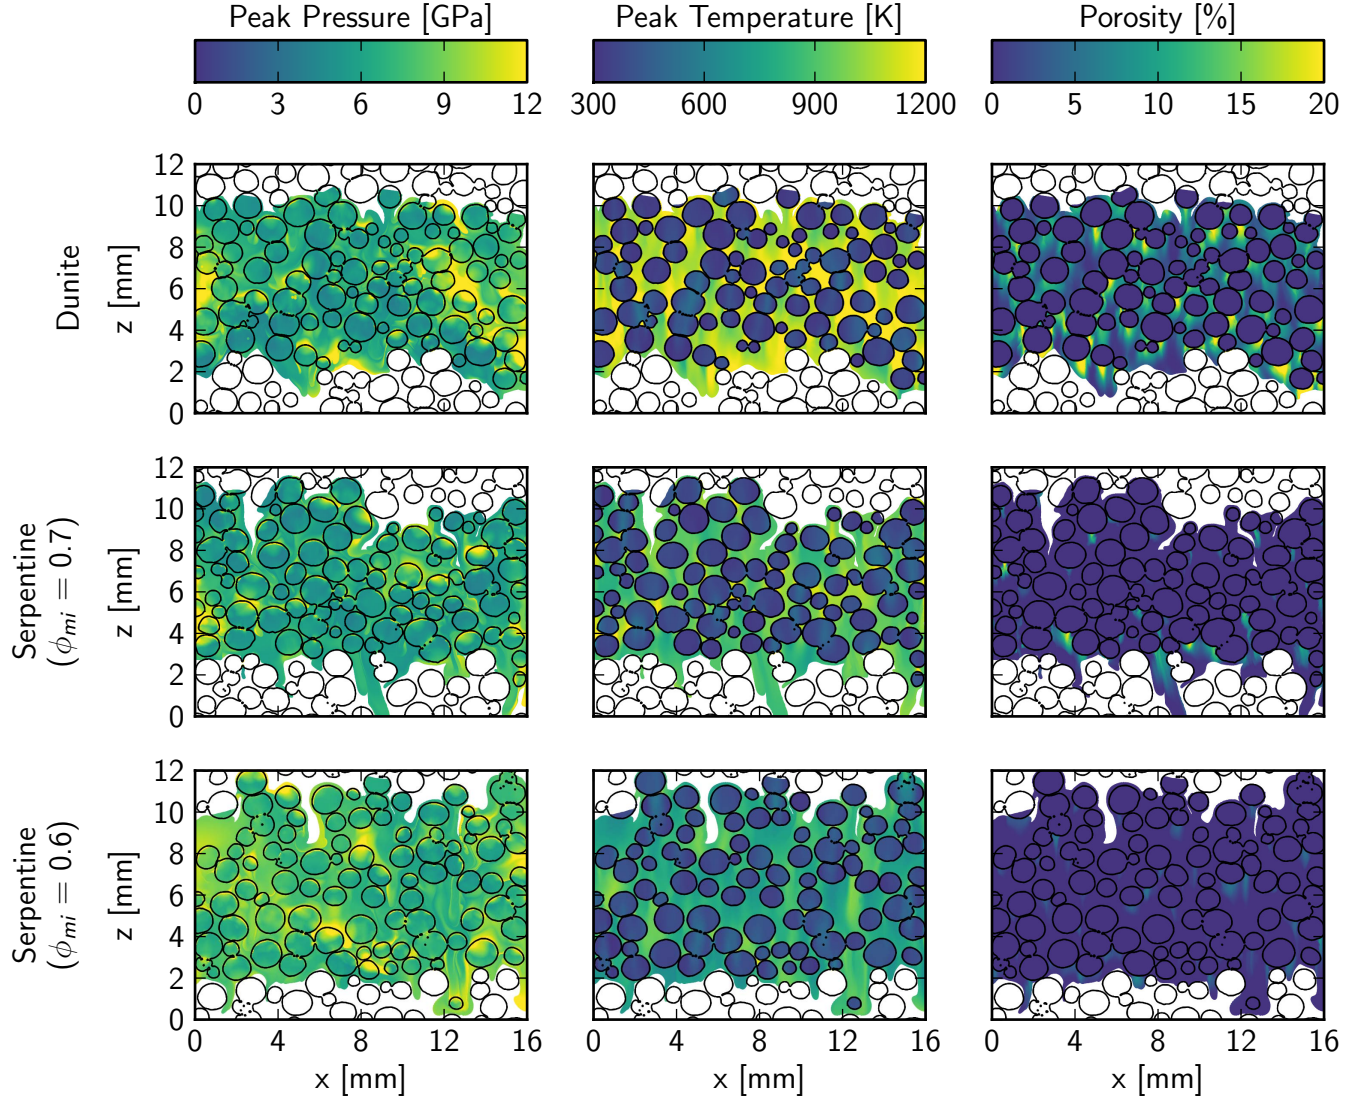 Peak Pressure [GPa] Peak Temperature [K] Porosity [%]
0 3 6 9 12 300 600 900 1200 0 5 10 15 20
Dunite
z [mm]
12
10
8
6
4
2
0
Serpentine
(ϕmi = 0.7)
z [mm]
12
10
8
6
4
2
0
Serpentine
(ϕmi = 0.6)
z [mm]
12
10
8
6
4
2
0
0 4 8 12 16 0 4 8 12 16 0 4 8 12 16
x [mm] x [mm] x [mm]